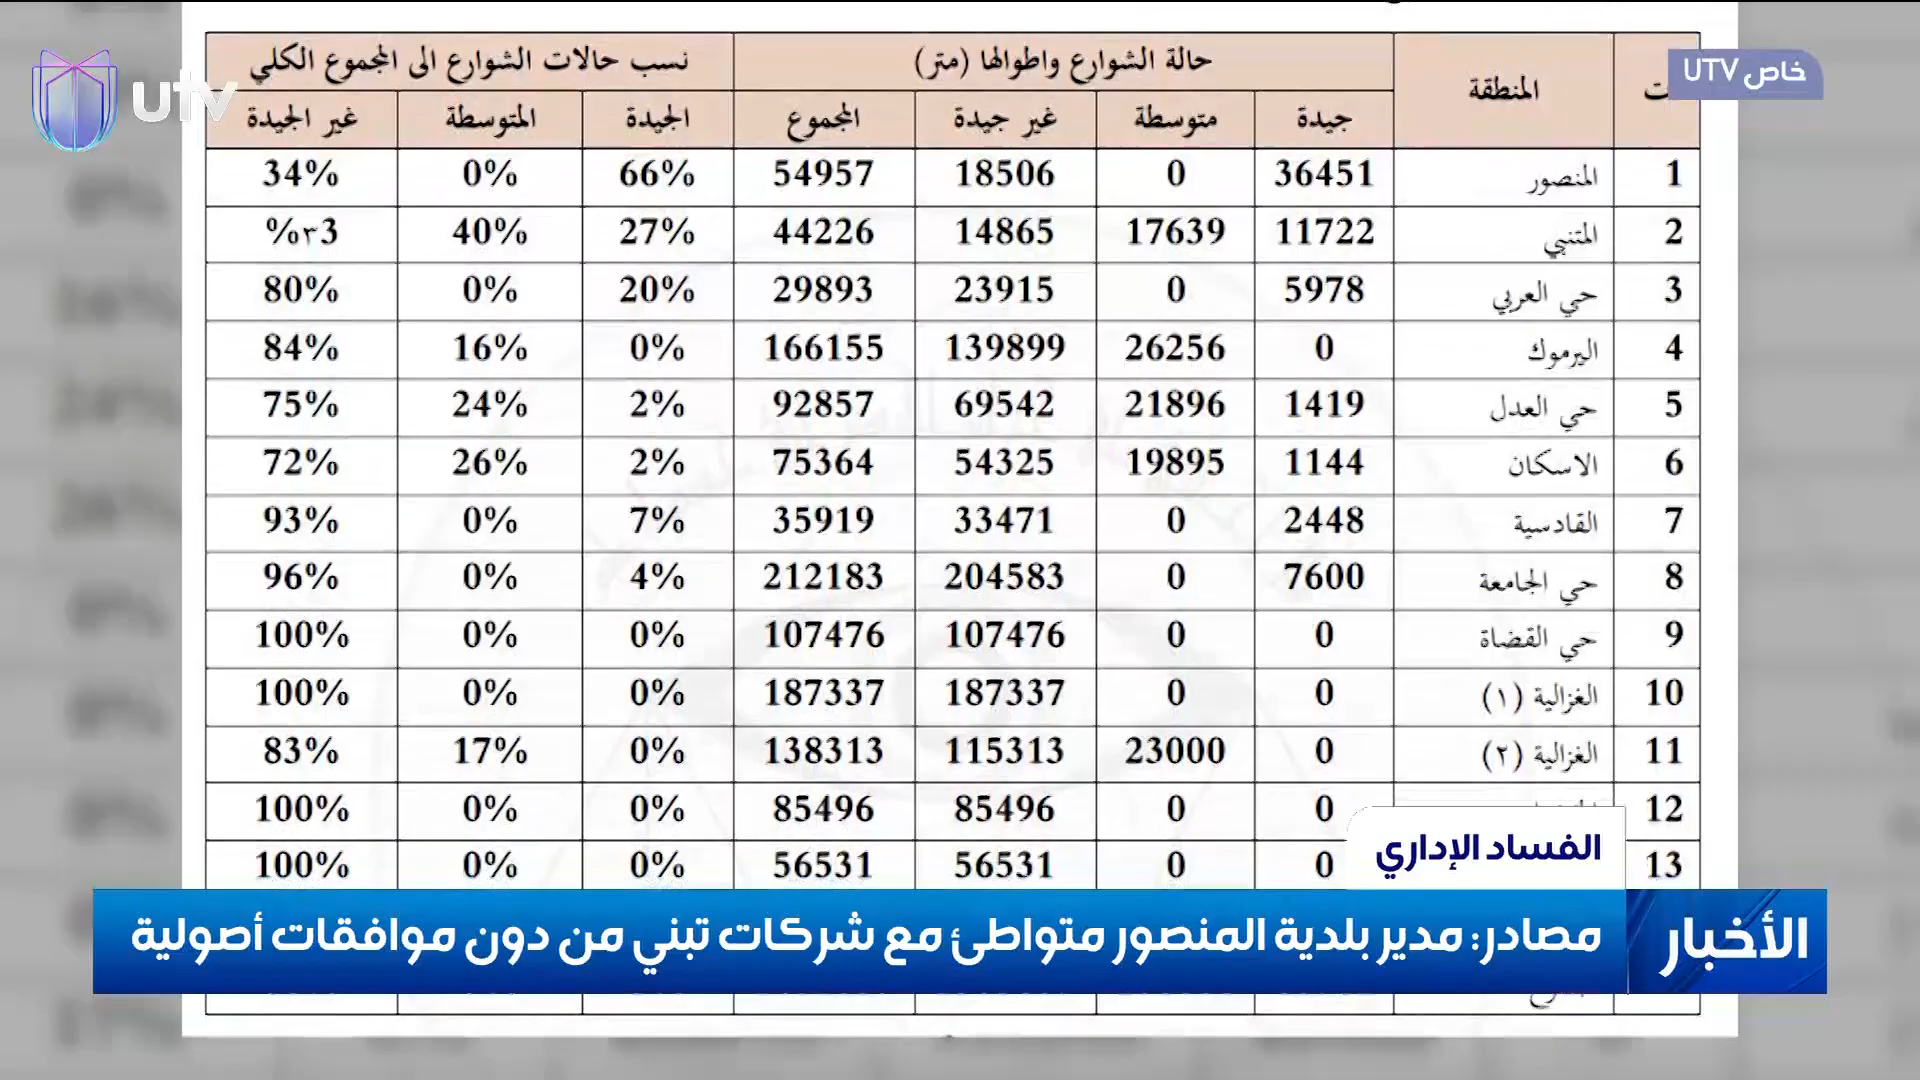 utv
خاص UTV
ت المنطقة حالة الشوارع واطوالها (متر) نسب حالات الشوارع الى المجموع الكلي
جيدة متوسطة غير جيدة المجموع الجيدة المتوسطة غير الجيدة
1 المنصور 36451 0 18506 54957 66% 0% 34%
2 المتنبي 11722 17639 14865 44226 27% 40% %٣3
3 حي العربي 5978 0 23915 29893 20% 0% 80%
4 اليرموك 0 26256 139899 166155 0% 16% 84%
5 حي العدل 1419 21896 69542 92857 2% 24% 75%
6 الاسكان 1144 19895 54325 75364 2% 26% 72%
7 القادسية 2448 0 33471 35919 7% 0% 93%
8 حي الجامعة 7600 0 204583 212183 4% 0% 96%
9 حي القضاة 0 0 107476 107476 0% 0% 100%
10 الغزالية (١) 0 0 187337 187337 0% 0% 100%
11 الغزالية (٢) 0 23000 115313 138313 0% 17% 83%
12 0 0 85496 85496 0% 0% 100%
13 0 0 56531 56531 0% 0% 100%
الفساد الإداري
الأخبار
مصادر: مدير بلدية المنصور متواطئ مع شركات تبني من دون موافقات أصولية